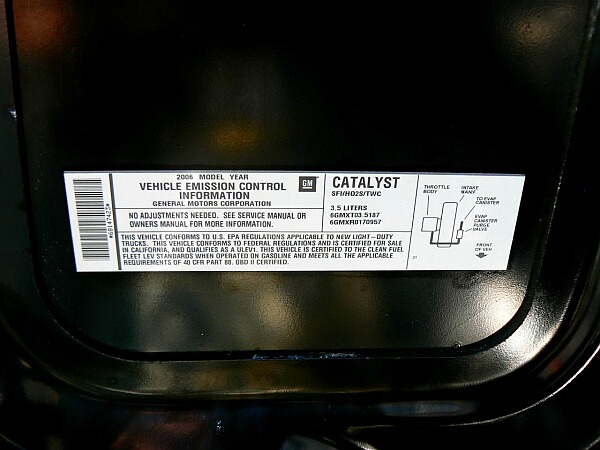 2006 MODEL YEAR
VEHICLE EMISSION CONTROL
INFORMATION
GENERAL MOTORS CORPORATION
GM
NO ADJUSTMENTS NEEDED. SEE SERVICE MANUAL OR
OWNERS MANUAL FOR MORE INFORMATION.
THIS VEHICLE CONFORMS TO U.S. EPA REGULATIONS APPLICABLE TO NEW LIGHT-DUTY
TRUCKS. THIS VEHICLE CONFORMS TO FEDERAL REGULATIONS AND IS CERTIFIED FOR SALE
IN CALIFORNIA, AND QUALIFIES AS A ULEV1. THIS VEHICLE IS CERTIFIED TO THE CLEAN FUEL
FLEET LEV STANDARDS WHEN OPERATED ON GASOLINE AND MEETS ALL THE APPLICABLE
REQUIREMENTS OF 40 CFR PART 88. OBD II CERTIFIED.
CATALYST
SFI/HO2S/TWC
3.5 LITERS
6GMXT03.5187
6GMXR0170957
THROTTLE
BODY
INTAKE
MANIF
TO EVAP
CANISTER
EVAP
CANISTER
PURGE
VALVE
FRONT
OF VEH
21